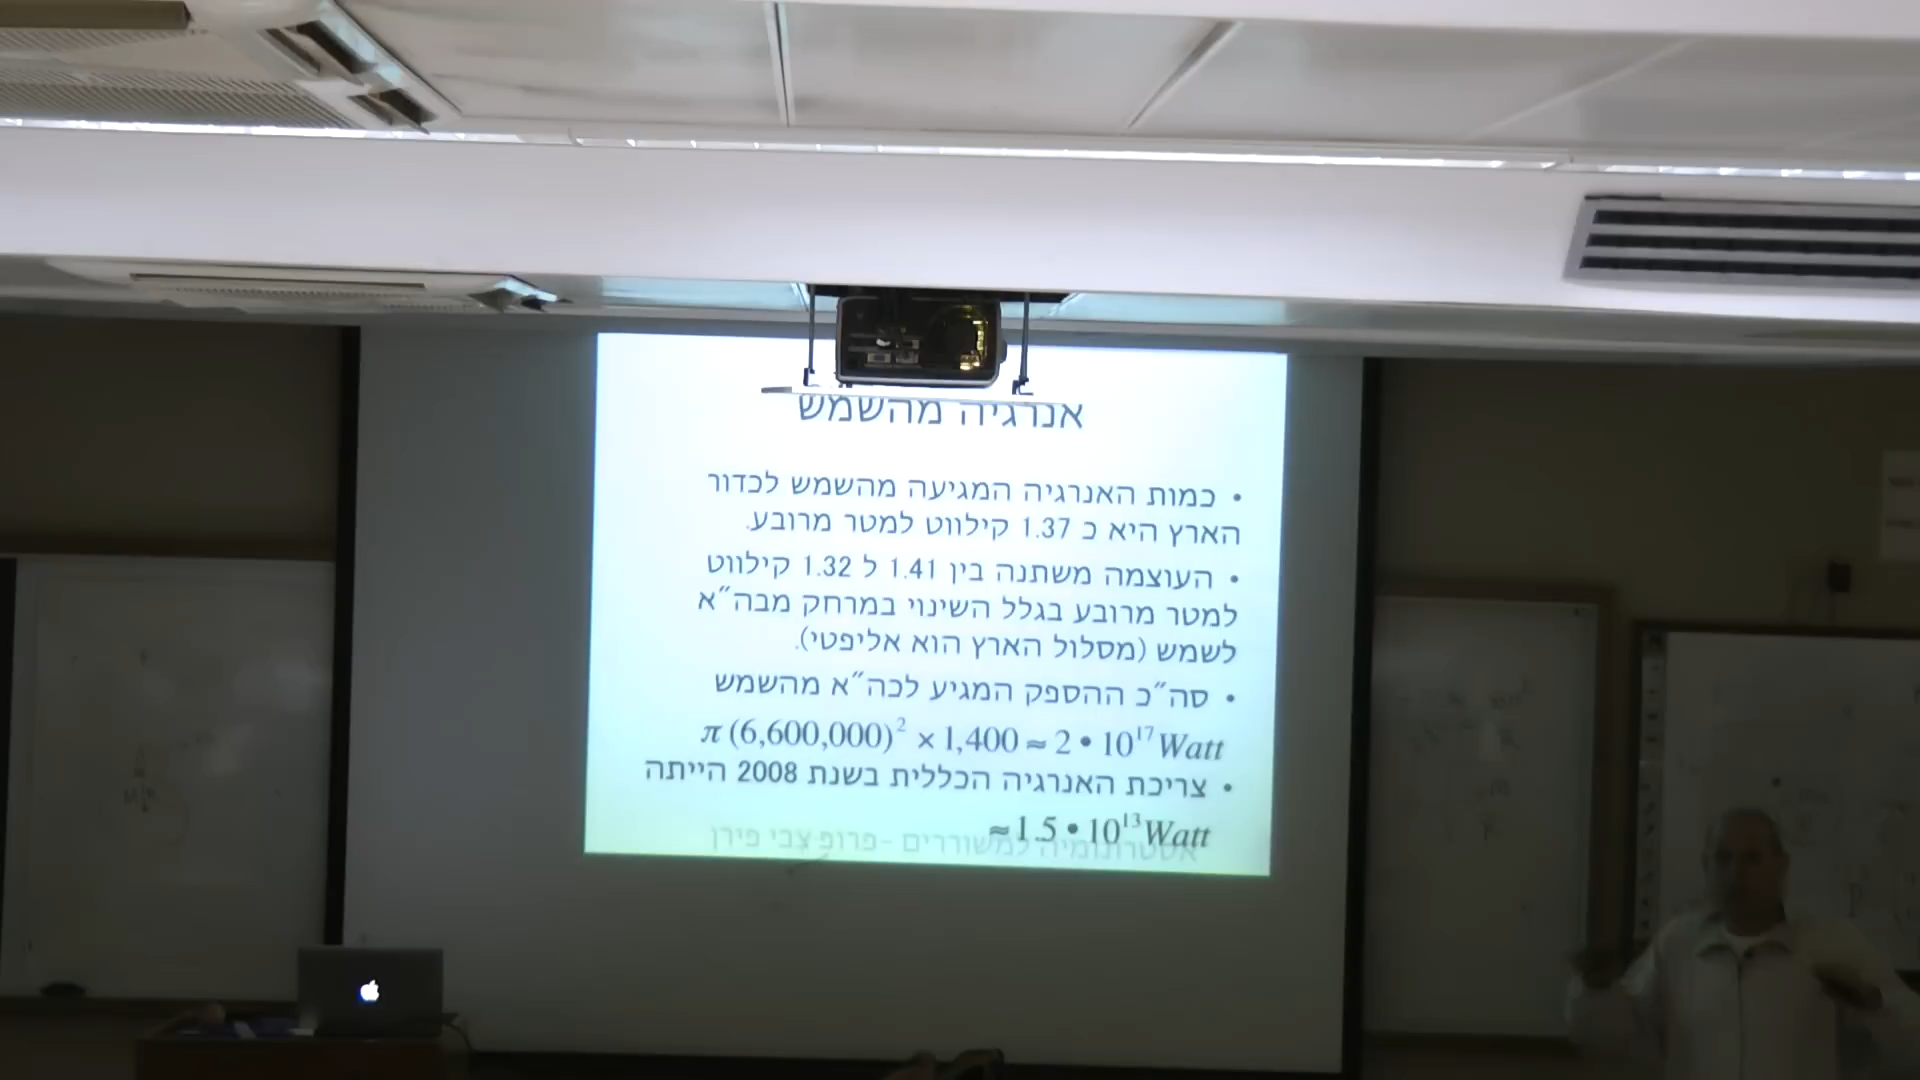 אנרגיה מהשמש
• כמות האנרגיה המגיעה מהשמש לכדור
הארץ היא כ 1.37 קילווט למטר מרובע.
• העוצמה משתנה בין 1.41 ל 1.32 קילווט
למטר מרובע בגלל השינוי במרחק מבה״א
לשמש (מסלול הארץ הוא אליפטי).
• סה״כ ההספק המגיע לכה״א מהשמש
π (6,600,000)² × 1,400 ≈ 2 • 10¹⁷ Watt
• צריכת האנרגיה הכללית בשנת 2008 הייתה
≈1.5 • 10¹³ Watt
אסטרונומיה למשוררים - פרופ צבי פירן